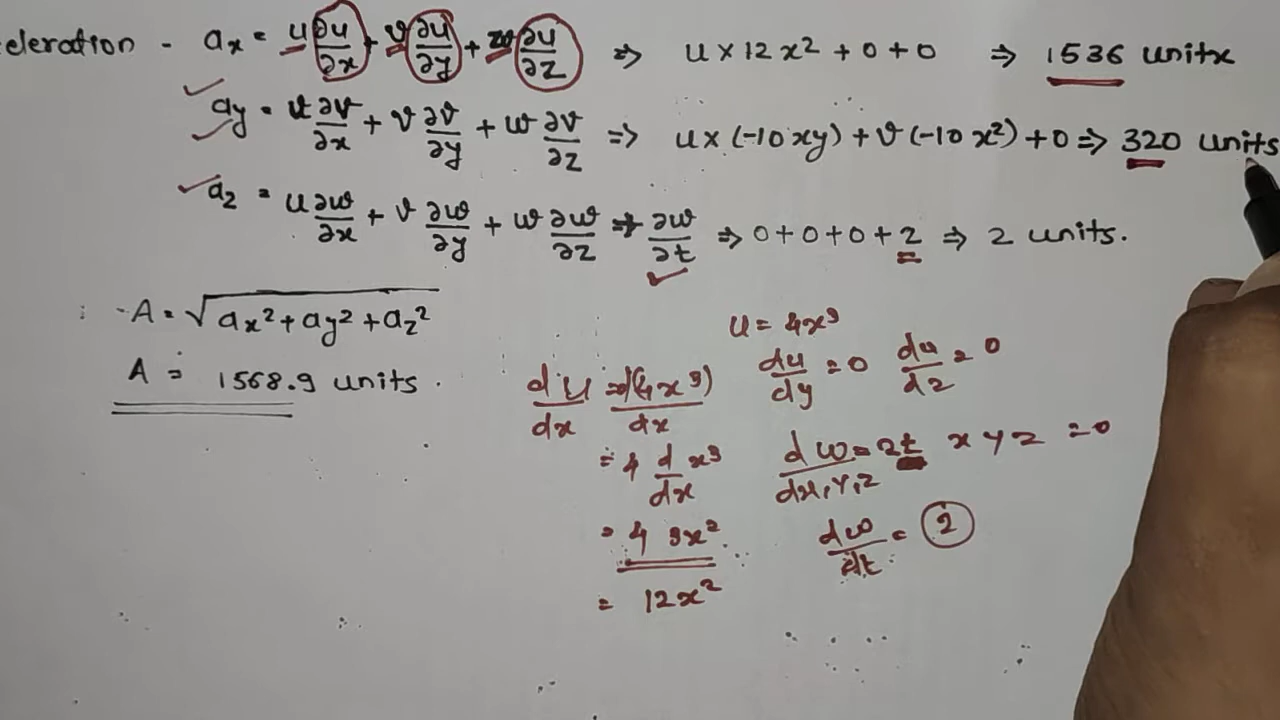 eleration - ax = u ∂u/∂x + v ∂u/∂y + w ∂u/∂z ⇒ u × 12x² + 0 + 0 ⇒ 1536 units
ay = u ∂v/∂x + v ∂v/∂y + w ∂v/∂z ⇒ u × (-10xy) + v(-10x²) + 0 ⇒ 320 units
az = u ∂w/∂x + v ∂w/∂y + w ∂w/∂z + ∂w/∂t ⇒ 0+0+0+2 ⇒ 2 units.
A = √ax² + ay² + az²
A = 1568.9 units.
u = 4x³
du/dy = 0 du/dz = 0
du/dx = d(4x³)/dx
= 4 d/dx x³
= 4 3x²
= 12x²
dw/dx,y,z = 2t x y z = 0
dw/dt = 2